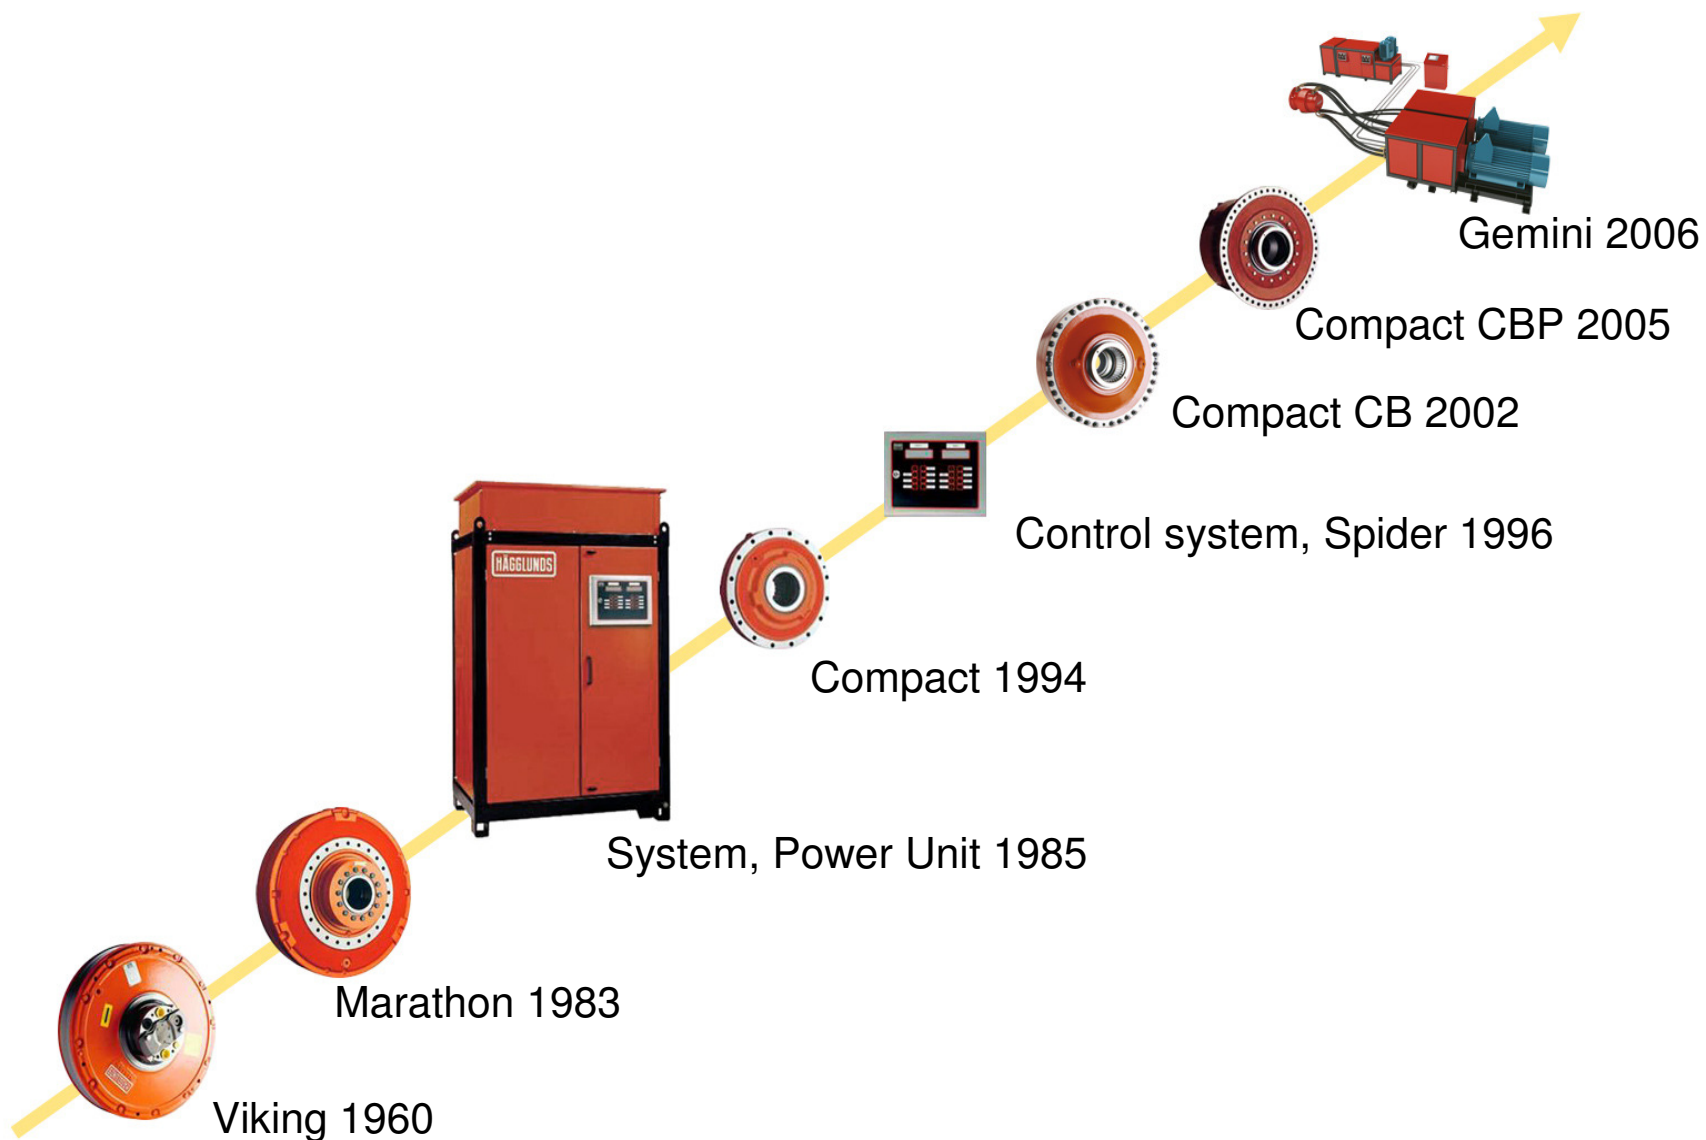 Gemini 2006
Compact CBP 2005
Compact CB 2002
Control system, Spider 1996
HÄGGLUNDS
Compact 1994
System, Power Unit 1985
Marathon 1983
Viking 1960